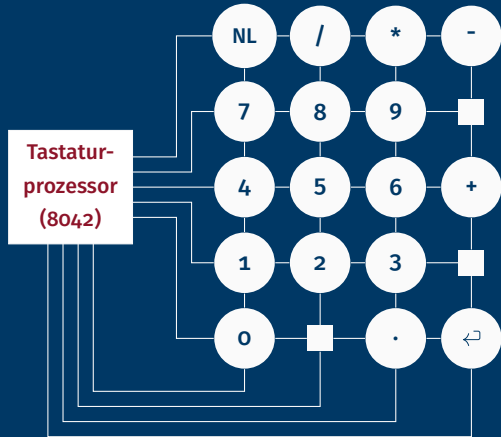 NL / * -
7 8 9
Tastatur-
prozessor
(8042)
4 5 6 +
1 2 3
0 . ↵